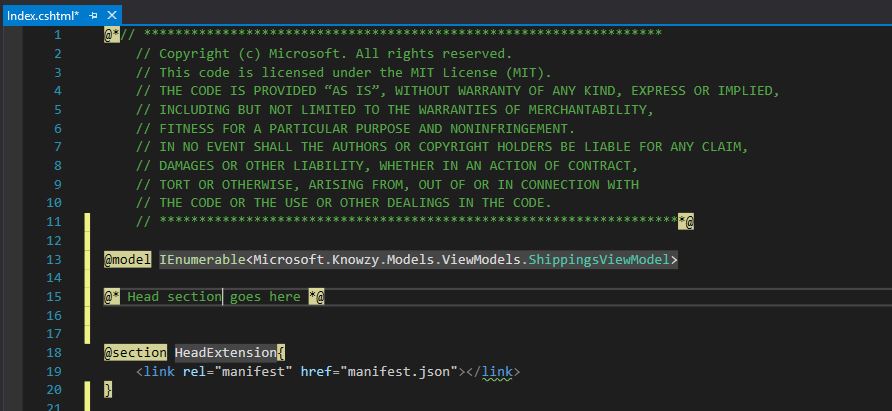 Index.cshtml*
1 @*// ******************************************************************
2 // Copyright (c) Microsoft. All rights reserved.
3 // This code is licensed under the MIT License (MIT).
4 // THE CODE IS PROVIDED “AS IS”, WITHOUT WARRANTY OF ANY KIND, EXPRESS OR IMPLIED,
5 // INCLUDING BUT NOT LIMITED TO THE WARRANTIES OF MERCHANTABILITY,
6 // FITNESS FOR A PARTICULAR PURPOSE AND NONINFRINGEMENT.
7 // IN NO EVENT SHALL THE AUTHORS OR COPYRIGHT HOLDERS BE LIABLE FOR ANY CLAIM,
8 // DAMAGES OR OTHER LIABILITY, WHETHER IN AN ACTION OF CONTRACT,
9 // TORT OR OTHERWISE, ARISING FROM, OUT OF OR IN CONNECTION WITH
10 // THE CODE OR THE USE OR OTHER DEALINGS IN THE CODE.
11 // *******************************************************************@
12
13 @model IEnumerable<Microsoft.Knowzy.Models.ViewModels.ShippingsViewModel>
14
15 @* Head section goes here *@
16
17
18 @section HeadExtension{
19 <link rel="manifest" href="manifest.json"></link>
20 }
21